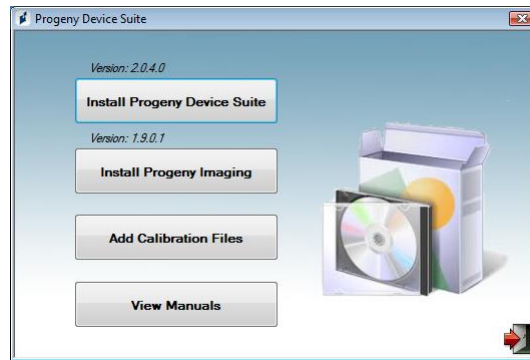 Progeny Device Suite
Version: 2.0.4.0
Install Progeny Device Suite
Version: 1.9.0.1
Install Progeny Imaging
Add Calibration Files
View Manuals